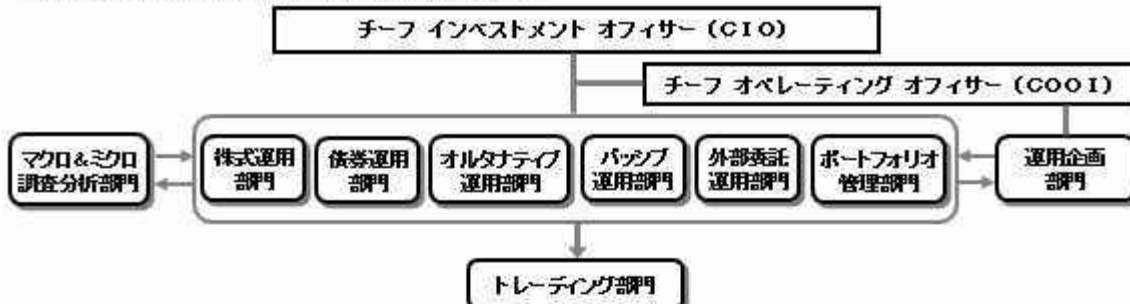 チーフ インベストメント オフィサー (CIO)
チーフ オペレーティング オフィサー (COOI)
マクロ&ミクロ
調査分析部門
株式運用
部門
債券運用
部門
オルタナティブ
運用部門
パッシブ
運用部門
外部委託
運用部門
ポートフォリオ
管理部門
運用企画
部門
トレーディング部門